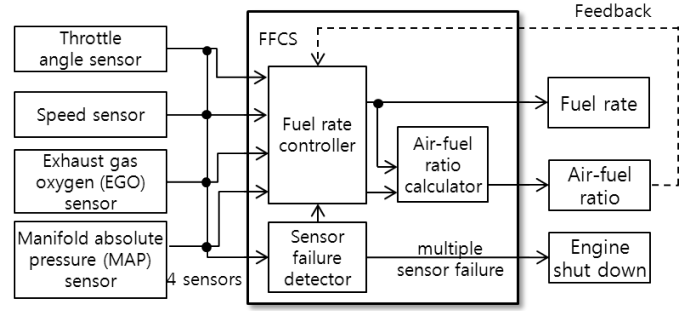 Feedback
FFCS
Throttle
angle sensor
Speed sensor
Exhaust gas
oxygen (EGO)
sensor
Manifold absolute
pressure (MAP)
sensor
4 sensors
Fuel rate
controller
Sensor
failure
detector
Air-fuel
ratio
calculator
multiple
sensor failure
Fuel rate
Air-fuel
ratio
Engine
shut down